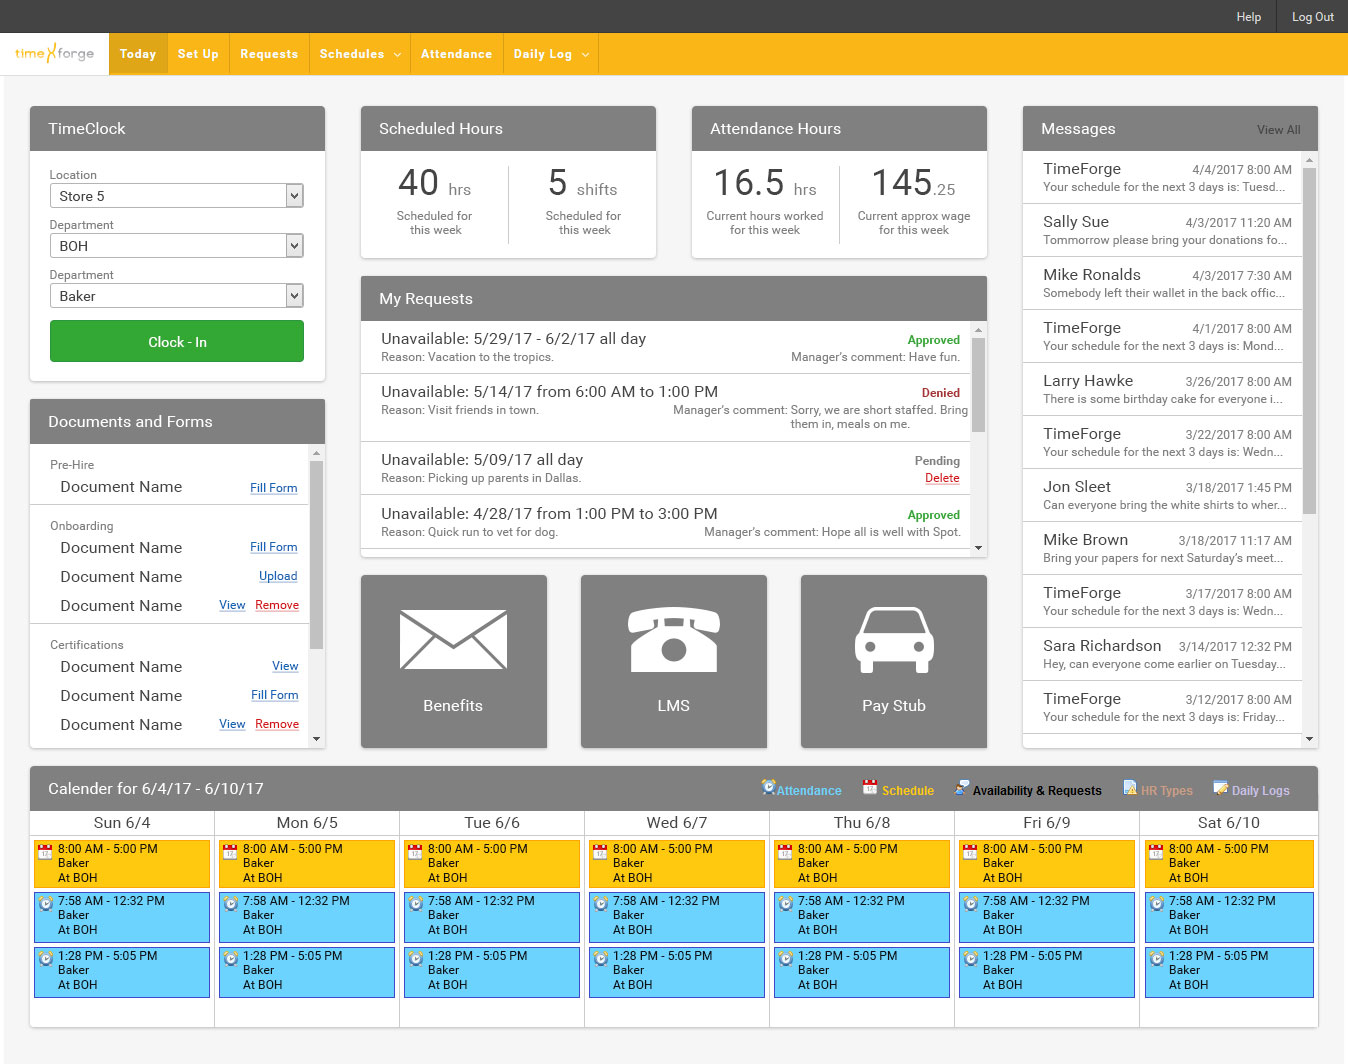 Help Log Out
timeforge Today Set Up Requests Schedules Attendance Daily Log
TimeClock
Location
Store 5
Department
BOH
Department
Baker
Clock - In
Scheduled Hours
40 hrs
Scheduled for
this week
5 shifts
Scheduled for
this week
Attendance Hours
16.5 hrs
Current hours worked
for this week
145.25
Current approx wage
for this week
My Requests
Unavailable: 5/29/17 - 6/2/17 all day Approved
Reason: Vacation to the tropics. Manager's comment: Have fun.
Unavailable: 5/14/17 from 6:00 AM to 1:00 PM Denied
Reason: Visit friends in town. Manager's comment: Sorry, we are short staffed. Bring
them in, meals on me.
Unavailable: 5/09/17 all day Pending
Reason: Picking up parents in Dallas. Delete
Unavailable: 4/28/17 from 1:00 PM to 3:00 PM Approved
Reason: Quick run to vet for dog. Manager's comment: Hope all is well with Spot.
Messages View All
TimeForge 4/4/2017 8:00 AM
Your schedule for the next 3 days is: Tuesd...
Sally Sue 4/3/2017 11:20 AM
Tommorrow please bring your donations fo...
Mike Ronalds 4/3/2017 7:30 AM
Somebody left their wallet in the back offic...
TimeForge 4/1/2017 8:00 AM
Your schedule for the next 3 days is: Mond...
Larry Hawke 3/26/2017 8:00 AM
There is some birthday cake for everyone i...
TimeForge 3/22/2017 8:00 AM
Your schedule for the next 3 days is: Wedn...
Jon Sleet 3/18/2017 1:45 PM
Can everyone bring the white shirts to wher...
Mike Brown 3/18/2017 11:17 AM
Bring your papers for next Saturday's meet...
TimeForge 3/17/2017 8:00 AM
Your schedule for the next 3 days is: Wedn...
Sara Richardson 3/14/2017 12:32 PM
Hey, can everyone come earlier on Tuesday...
TimeForge 3/12/2017 8:00 AM
Your schedule for the next 3 days is: Friday...
Documents and Forms
Pre-Hire
Document Name Fill Form
Onboarding
Document Name Fill Form
Document Name Upload
Document Name View Remove
Certifications
Document Name View
Document Name Fill Form
Document Name View Remove
Benefits
LMS
Pay Stub
Calender for 6/4/17 - 6/10/17 Attendance Schedule Availability & Requests HR Types Daily Logs
Sun 6/4 Mon 6/5 Tue 6/6 Wed 6/7 Thu 6/8 Fri 6/9 Sat 6/10
8:00 AM - 5:00 PM 8:00 AM - 5:00 PM 8:00 AM - 5:00 PM 8:00 AM - 5:00 PM 8:00 AM - 5:00 PM 8:00 AM - 5:00 PM 8:00 AM - 5:00 PM
Baker Baker Baker Baker Baker Baker Baker
At BOH At BOH At BOH At BOH At BOH At BOH At BOH
7:58 AM - 12:32 PM 7:58 AM - 12:32 PM 7:58 AM - 12:32 PM 7:58 AM - 12:32 PM 7:58 AM - 12:32 PM 7:58 AM - 12:32 PM 7:58 AM - 12:32 PM
Baker Baker Baker Baker Baker Baker Baker
At BOH At BOH At BOH At BOH At BOH At BOH At BOH
1:28 PM - 5:05 PM 1:28 PM - 5:05 PM 1:28 PM - 5:05 PM 1:28 PM - 5:05 PM 1:28 PM - 5:05 PM 1:28 PM - 5:05 PM 1:28 PM - 5:05 PM
Baker Baker Baker Baker Baker Baker Baker
At BOH At BOH At BOH At BOH At BOH At BOH At BOH